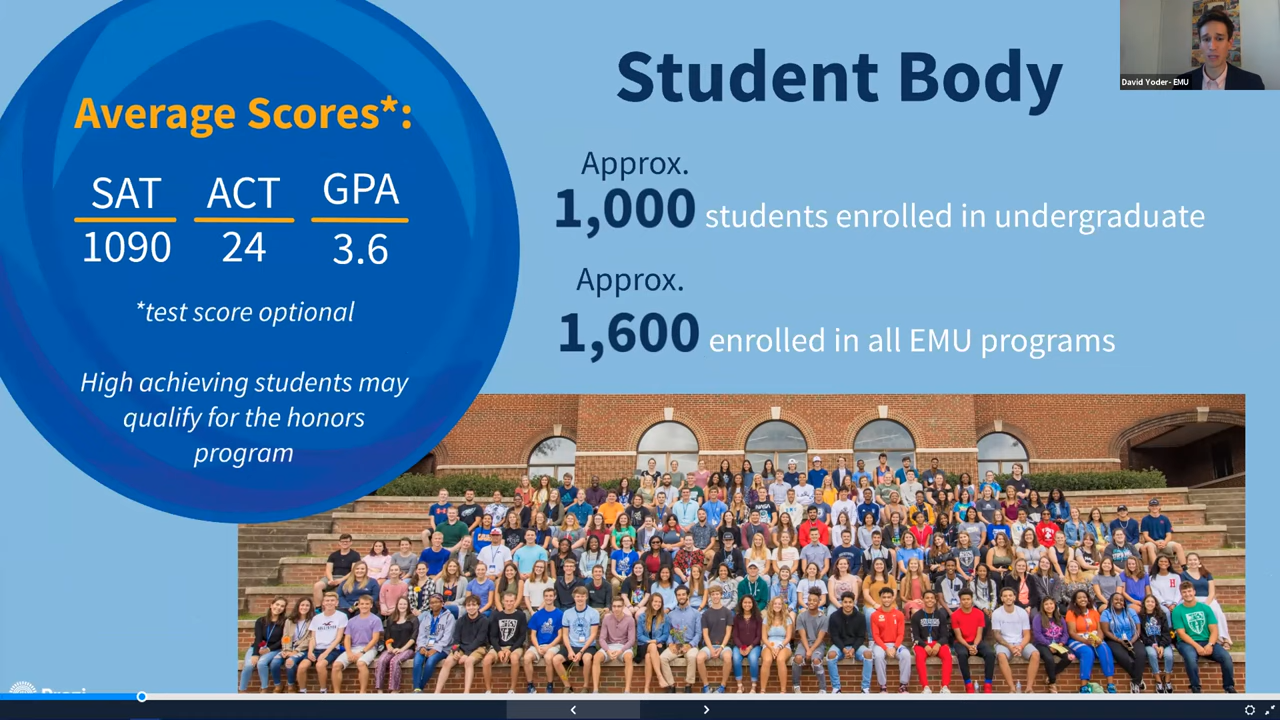 Student Body
David Yoder- EMU
Average Scores*:
SAT ACT GPA
1090 24 3.6
*test score optional
High achieving students may
qualify for the honors
program
Approx.
1,000 students enrolled in undergraduate
Approx.
1,600 enrolled in all EMU programs